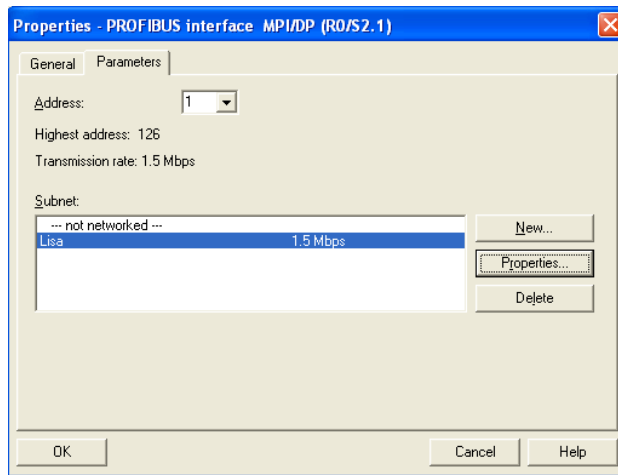 Properties - PROFIBUS interface MPI/DP (R0/S2.1)
General Parameters
Address: 1
Highest address: 126
Transmission rate: 1.5 Mbps
Subnet:
--- not networked ---
Lisa 1.5 Mbps
New...
Properties...
Delete
OK Cancel Help